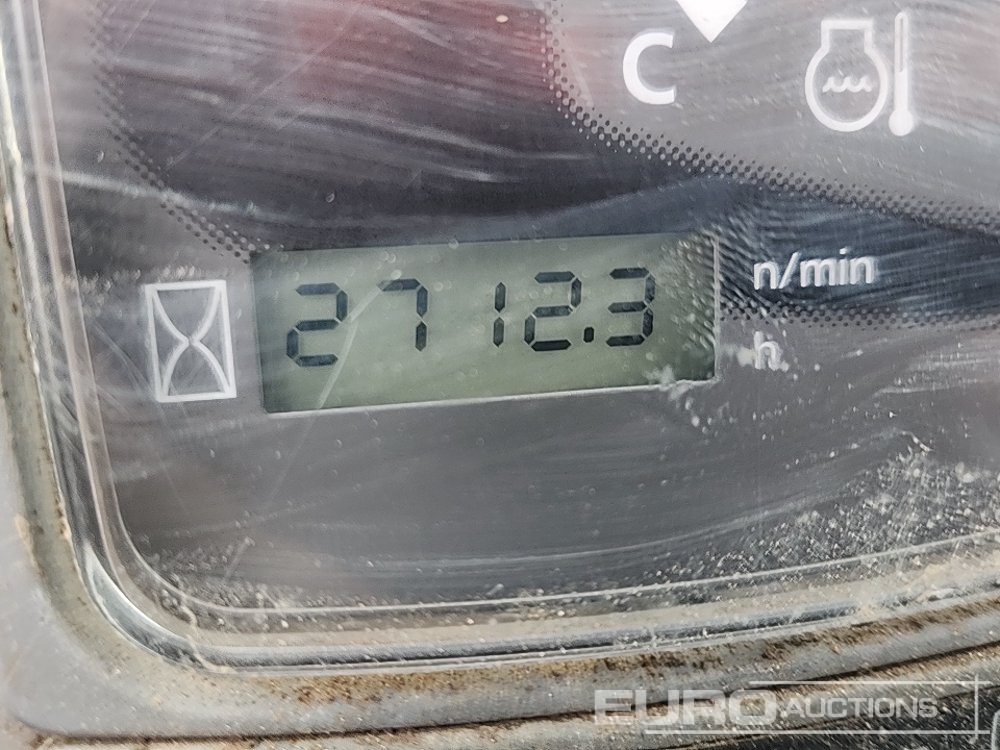 C
2712.3
n/min
h
EURO AUCTIONS